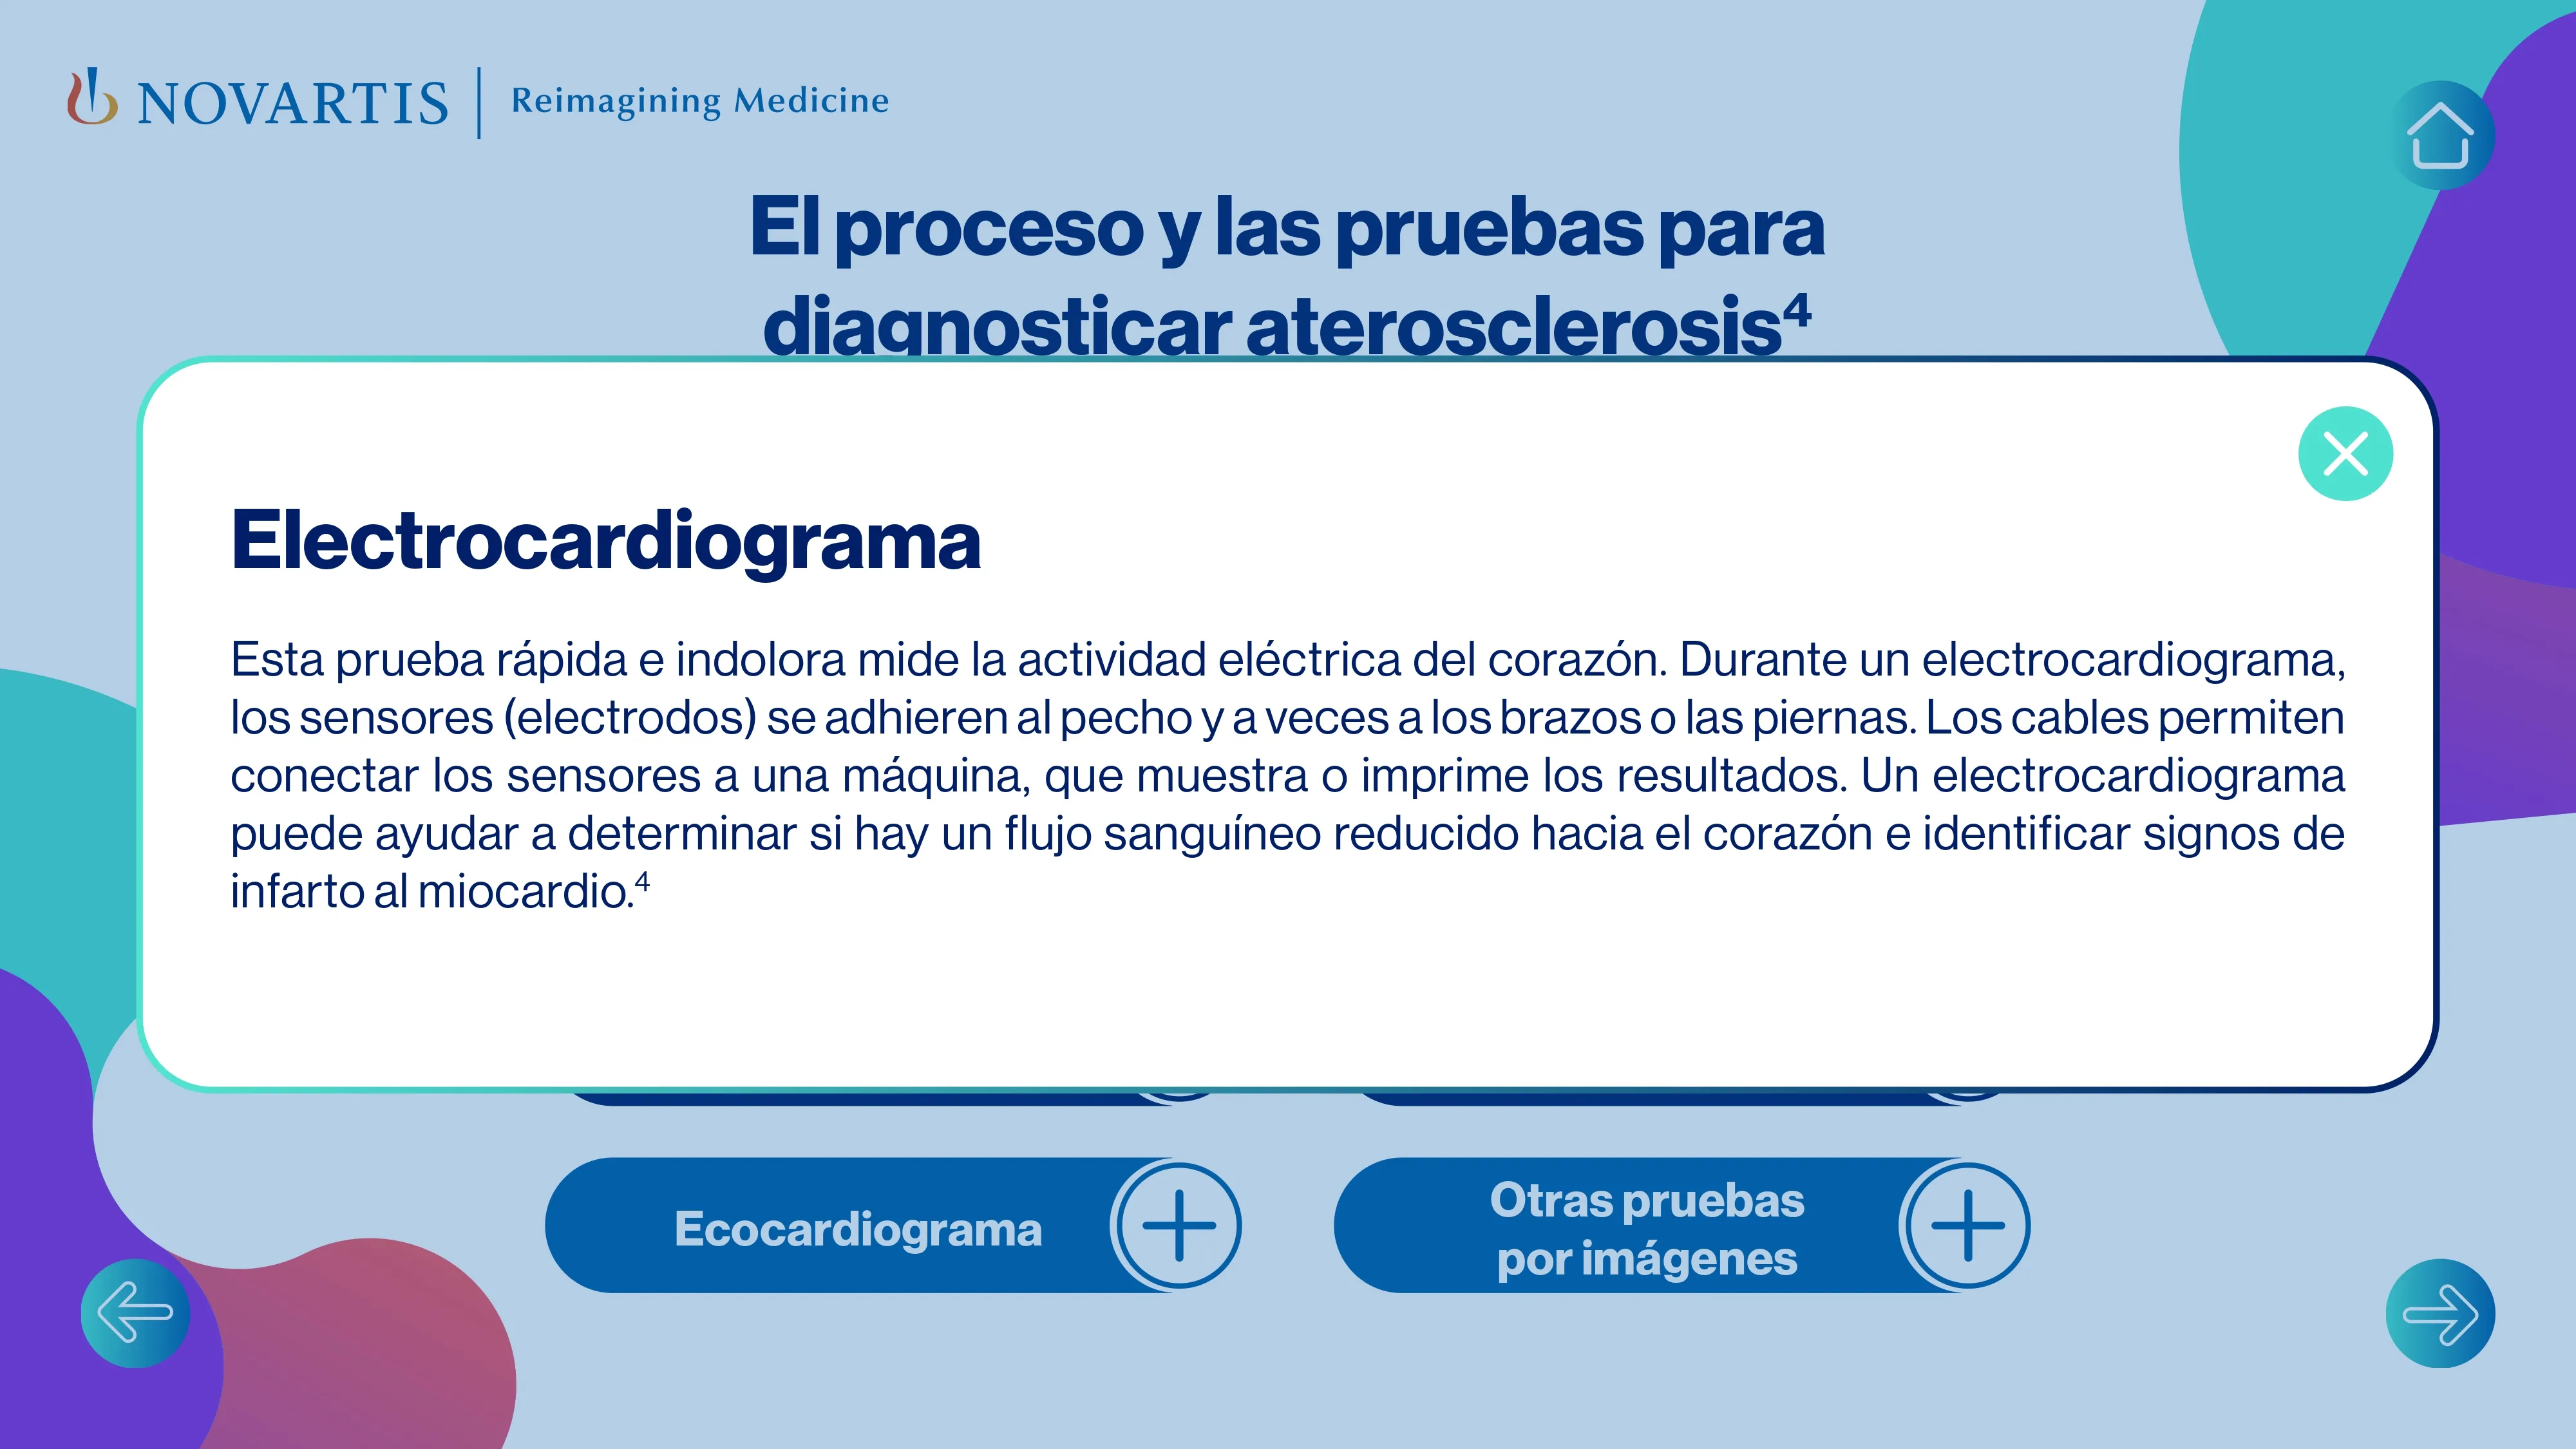 NOVARTIS | Reimagining Medicine
El proceso y las pruebas para
diagnosticar aterosclerosis⁴
Electrocardiograma
Esta prueba rápida e indolora mide la actividad eléctrica del corazón. Durante un electrocardiograma,
los sensores (electrodos) se adhieren al pecho y a veces a los brazos o las piernas. Los cables permiten
conectar los sensores a una máquina, que muestra o imprime los resultados. Un electrocardiograma
puede ayudar a determinar si hay un flujo sanguíneo reducido hacia el corazón e identificar signos de
infarto al miocardio.⁴
Ecocardiograma
Otras pruebas
por imágenes